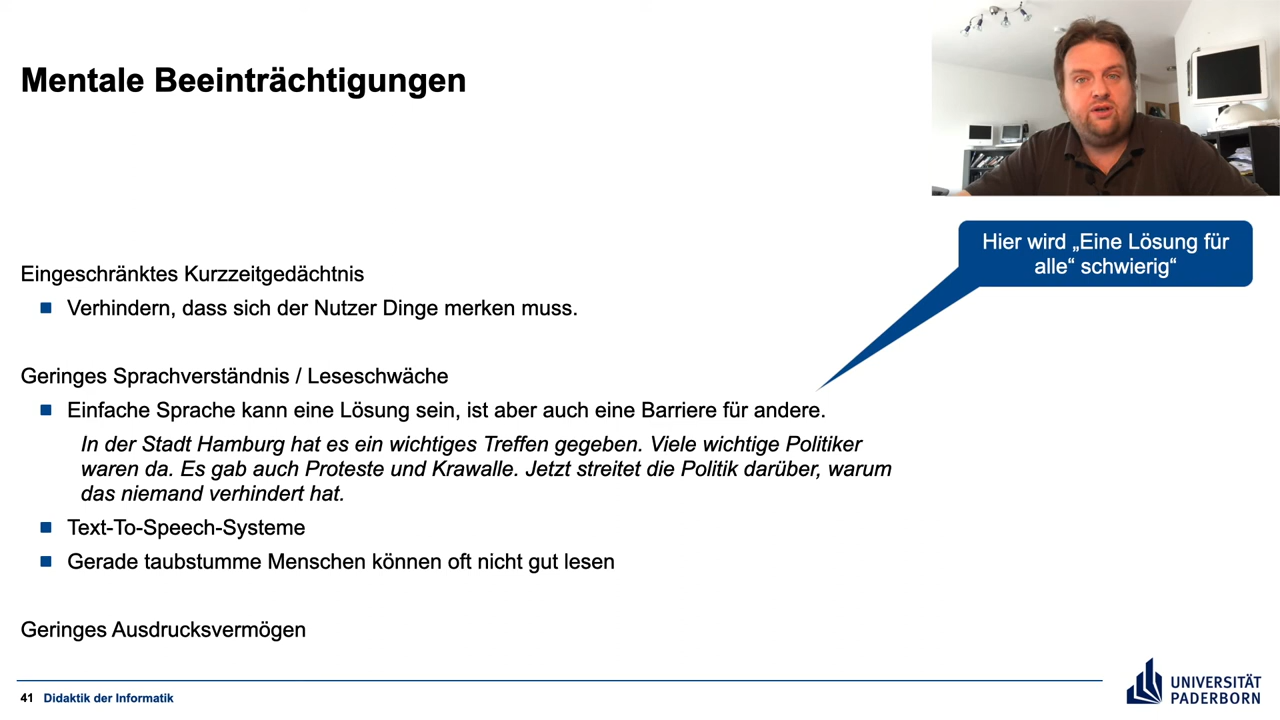 Mentale Beeinträchtigungen
Hier wird „Eine Lösung für
alle“ schwierig“
Eingeschränktes Kurzzeitgedächtnis
Verhindern, dass sich der Nutzer Dinge merken muss.
Geringes Sprachverständnis / Leseschwäche
Einfache Sprache kann eine Lösung sein, ist aber auch eine Barriere für andere.
In der Stadt Hamburg hat es ein wichtiges Treffen gegeben. Viele wichtige Politiker
waren da. Es gab auch Proteste und Krawalle. Jetzt streitet die Politik darüber, warum
das niemand verhindert hat.
Text-To-Speech-Systeme
Gerade taubstumme Menschen können oft nicht gut lesen
Geringes Ausdrucksvermögen
41 Didaktik der Informatik
UNIVERSITÄT
PADERBORN